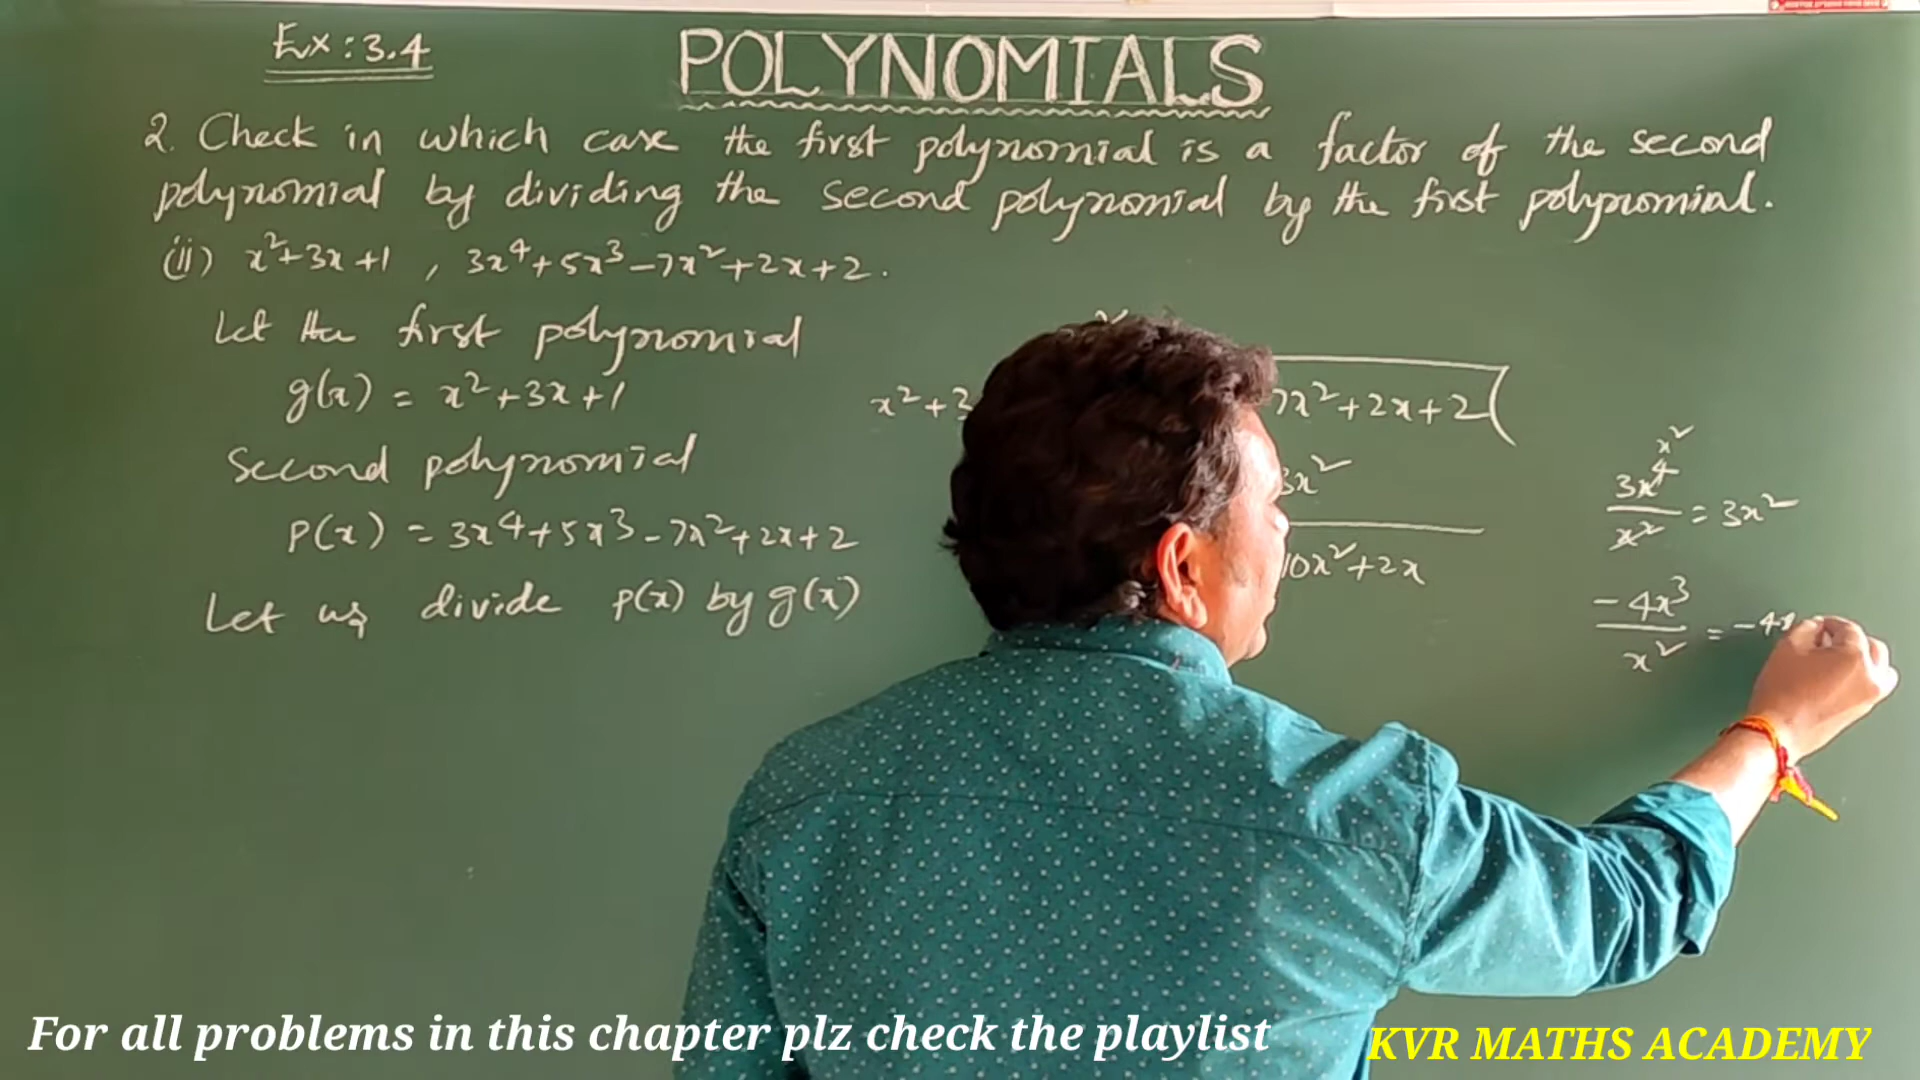 Ex: 3.4
POLYNOMIALS
2. Check in which case the first polynomial is a factor of the second
polynomial by dividing the second polynomial by the first polynomial.
(ii) x²+3x+1 , 3x⁴+5x³-7x²+2x+2.
Let the first polynomial
g(x) = x²+3x+1
Second polynomial
P(x) = 3x⁴+5x³-7x²+2x+2
Let us divide p(x) by g(x)
x²+3 7x²+2x+2
3x²
10x²+2x
x²
3x⁴
x² = 3x²
-4x³
x² = -4x
For all problems in this chapter plz check the playlist
KVR MATHS ACADEMY